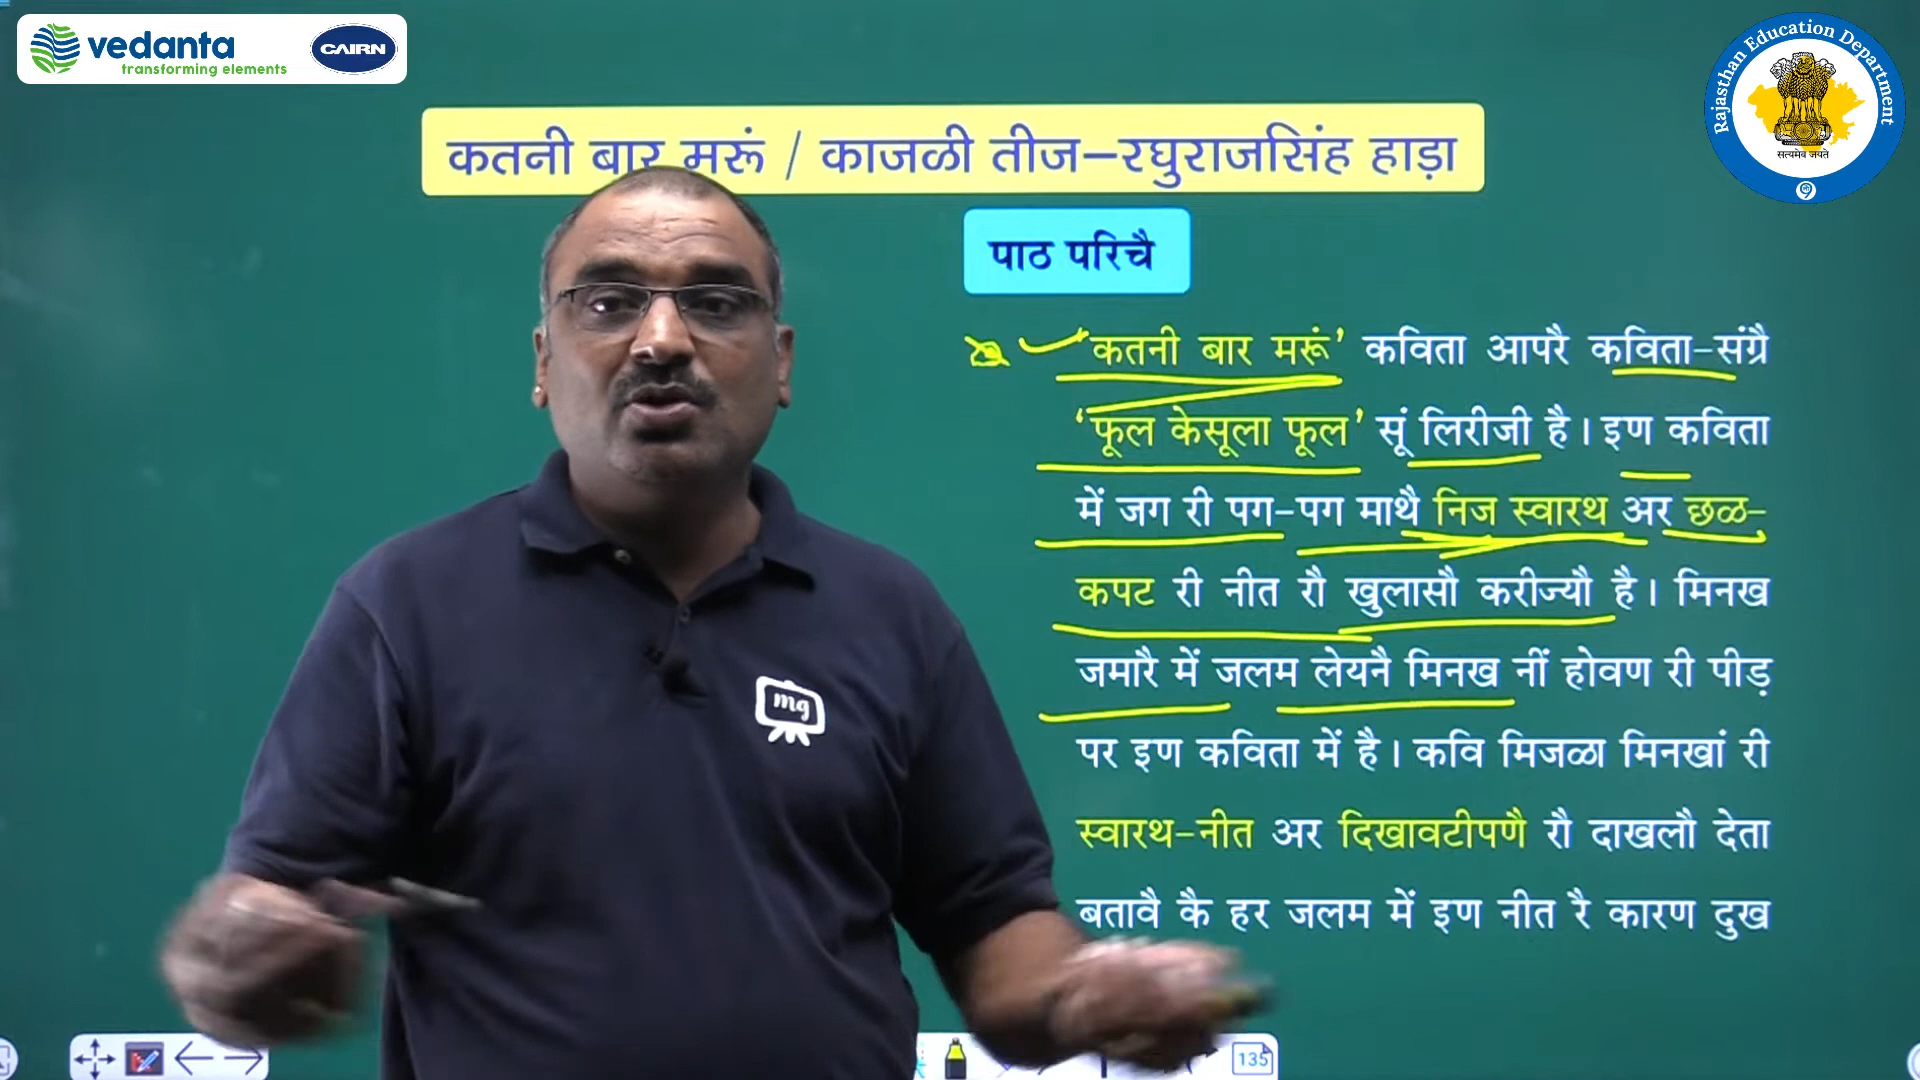 vedanta
transforming elements
CAIRN
Rajasthan Education Department
सत्यमेव जयते
कतनी बार मरूं / काजळी तीज–रघुराजसिंह हाड़ा
पाठ परिचै
'कतनी बार मरूं' कविता आपरै कविता-संग्रै
'फूल केसूला फूल' सूं लिरीजी है। इण कविता
में जग री पग-पग माथै निज स्वारथ अर छळ-
कपट री नीत रौ खुलासौ करीज्यौ है। मिनख
जमारै में जलम लेयनै मिनख नीं होवण री पीड़
पर इण कविता में है। कवि मिजळा मिनखां री
स्वारथ-नीत अर दिखावटीपणै रौ दाखलौ देता
बतावै कै हर जलम में इण नीत रै कारण दुख
mg
135